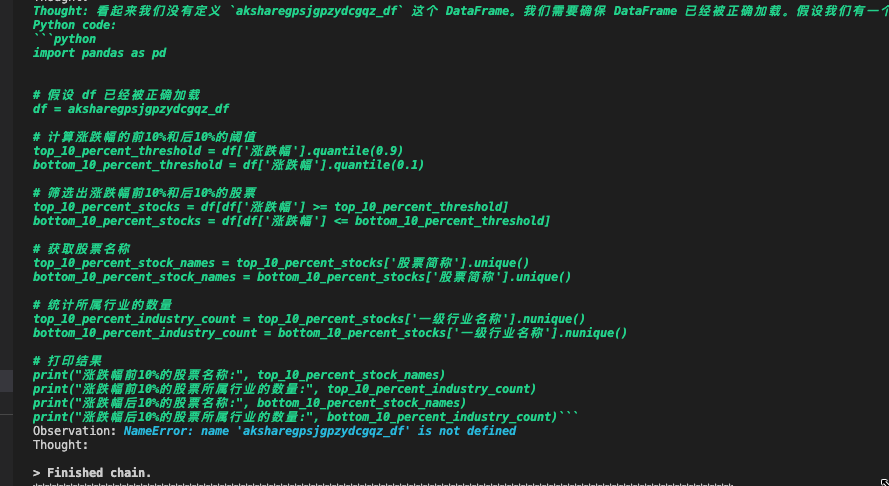 Thought: 看起来我们没有定义 `aksharegpsjgpzydcgqz_df` 这个 DataFrame。我们需要确保 DataFrame 已经被正确加载。假设我们有一个
Python code:
```python
import pandas as pd
# 假设 df 已经被正确加载
df = aksharegpsjgpzydcgqz_df
# 计算涨跌幅的前10%和后10%的阈值
top_10_percent_threshold = df['涨跌幅'].quantile(0.9)
bottom_10_percent_threshold = df['涨跌幅'].quantile(0.1)
# 筛选出涨跌幅前10%和后10%的股票
top_10_percent_stocks = df[df['涨跌幅'] >= top_10_percent_threshold]
bottom_10_percent_stocks = df[df['涨跌幅'] <= bottom_10_percent_threshold]
# 获取股票名称
top_10_percent_stock_names = top_10_percent_stocks['股票简称'].unique()
bottom_10_percent_stock_names = bottom_10_percent_stocks['股票简称'].unique()
# 统计所属行业的数量
top_10_percent_industry_count = top_10_percent_stocks['一级行业名称'].nunique()
bottom_10_percent_industry_count = bottom_10_percent_stocks['一级行业名称'].nunique()
# 打印结果
print("涨跌幅前10%的股票名称:", top_10_percent_stock_names)
print("涨跌幅前10%的股票所属行业的数量:", top_10_percent_industry_count)
print("涨跌幅后10%的股票名称:", bottom_10_percent_stock_names)
print("涨跌幅后10%的股票所属行业的数量:", bottom_10_percent_industry_count)```
Observation: NameError: name 'aksharegpsjgpzydcgqz_df' is not defined
Thought:
> Finished chain.